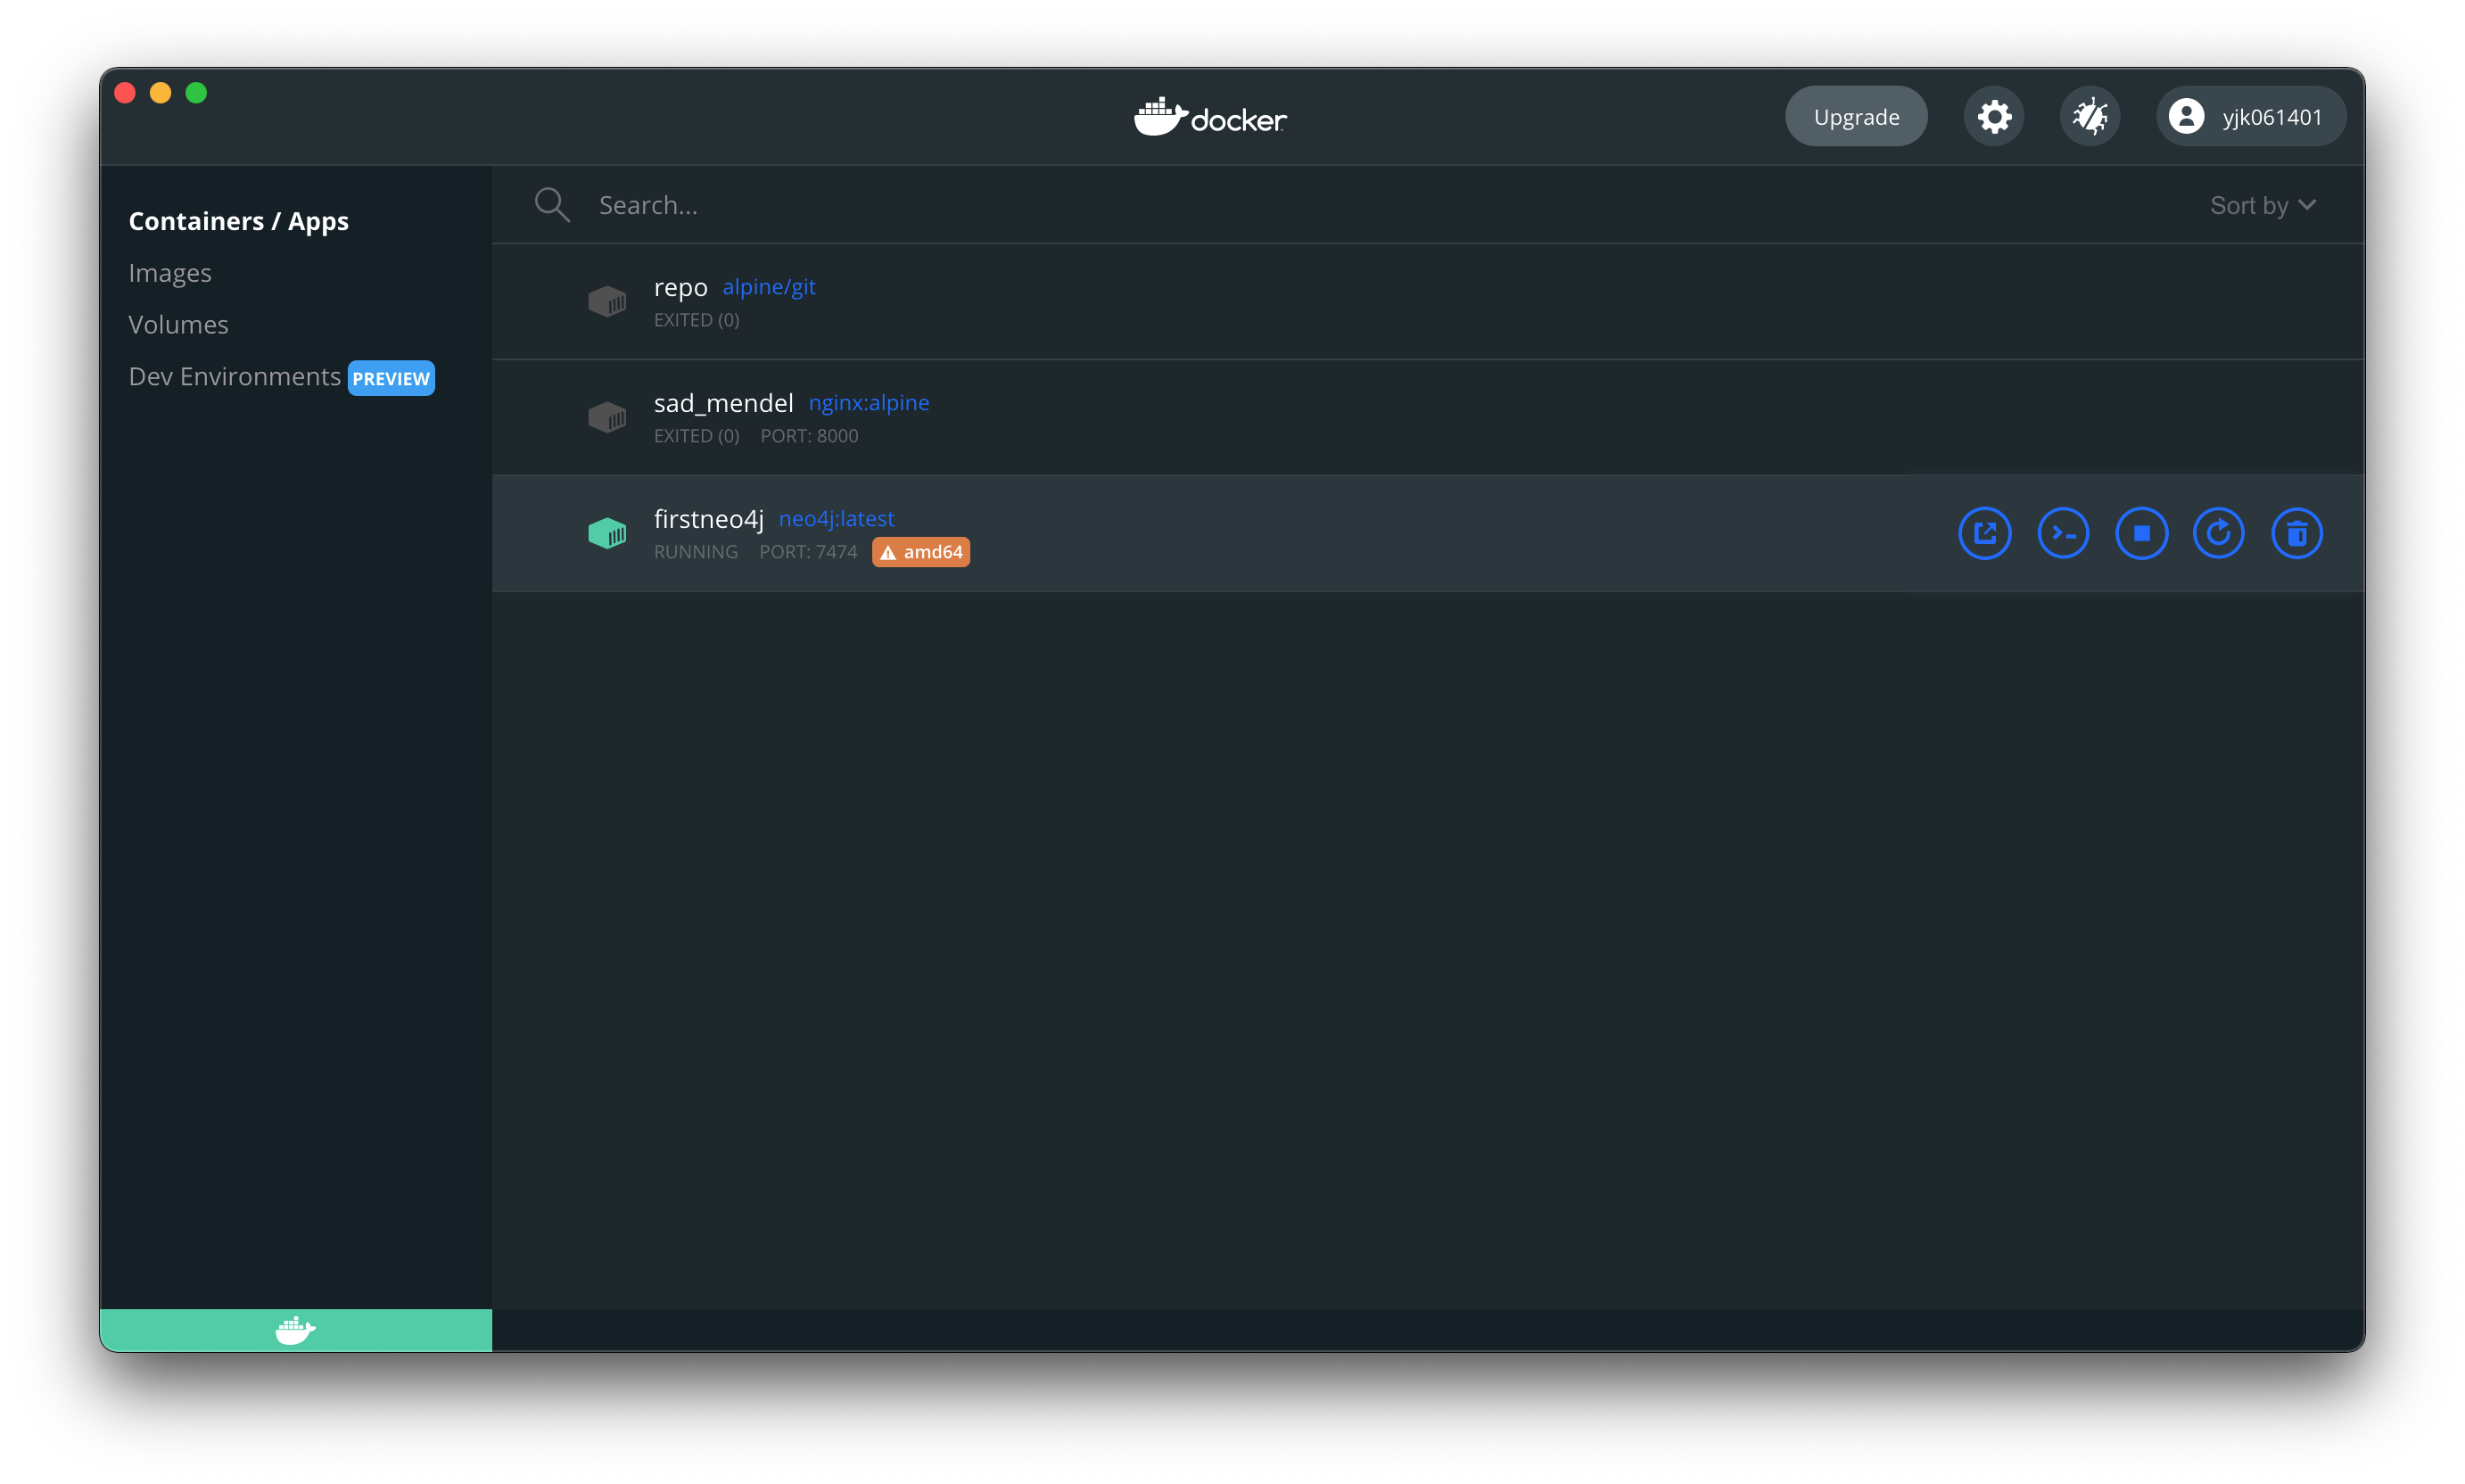 docker
Upgrade
yjk061401
Containers / Apps
Images
Volumes
Dev Environments PREVIEW
Search...
Sort by
repo alpine/git
EXITED (0)
sad_mendel nginx:alpine
EXITED (0) PORT: 8000
firstneo4j neo4j:latest
RUNNING PORT: 7474 amd64